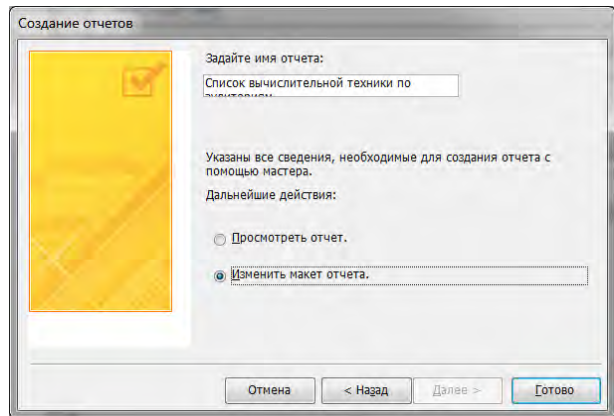 Создание отчетов
Задайте имя отчета:
Список вычислительной техники по
аудиториям
Указаны все сведения, необходимые для создания отчета с
помощью мастера.
Дальнейшие действия:
Просмотреть отчет.
Изменить макет отчета.
Отмена
< Назад
Далее >
Готово